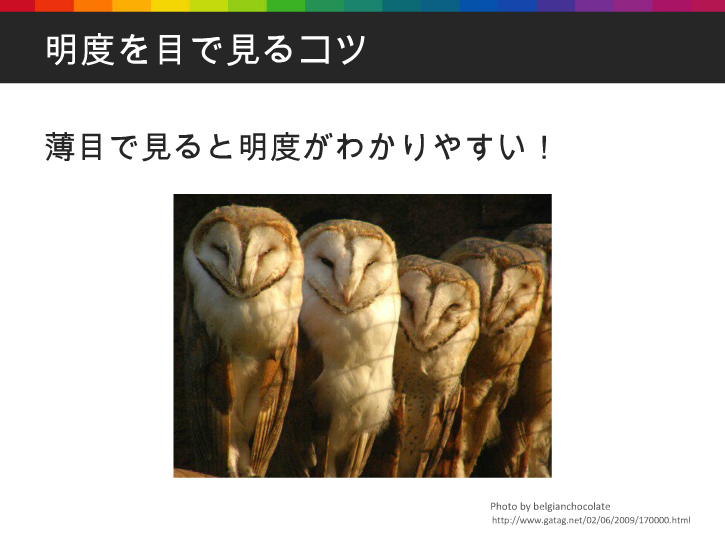 明度を目で見るコツ
薄目で見ると明度がわかりやすい！
Photo by belgianchocolate
http://www.gatag.net/02/06/2009/170000.html